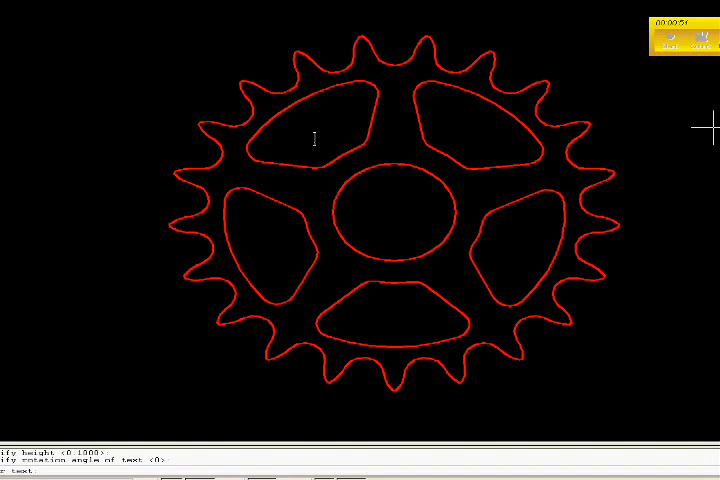 00:00:51
ify height <0.1000>:
ify rotation angle of text <0>:
r text: